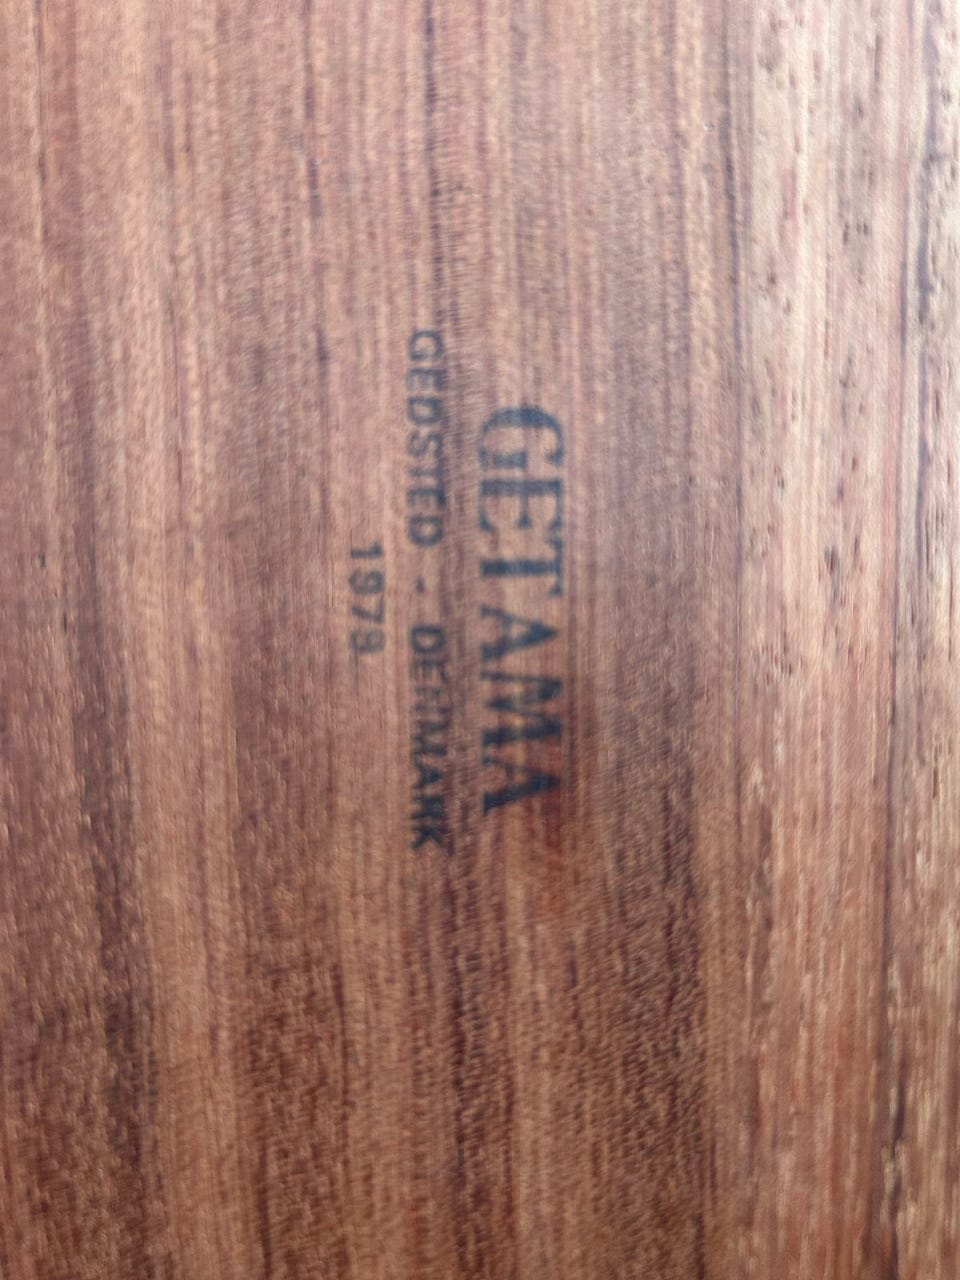 GETAMA
GEDSTED - DENMARK
1979